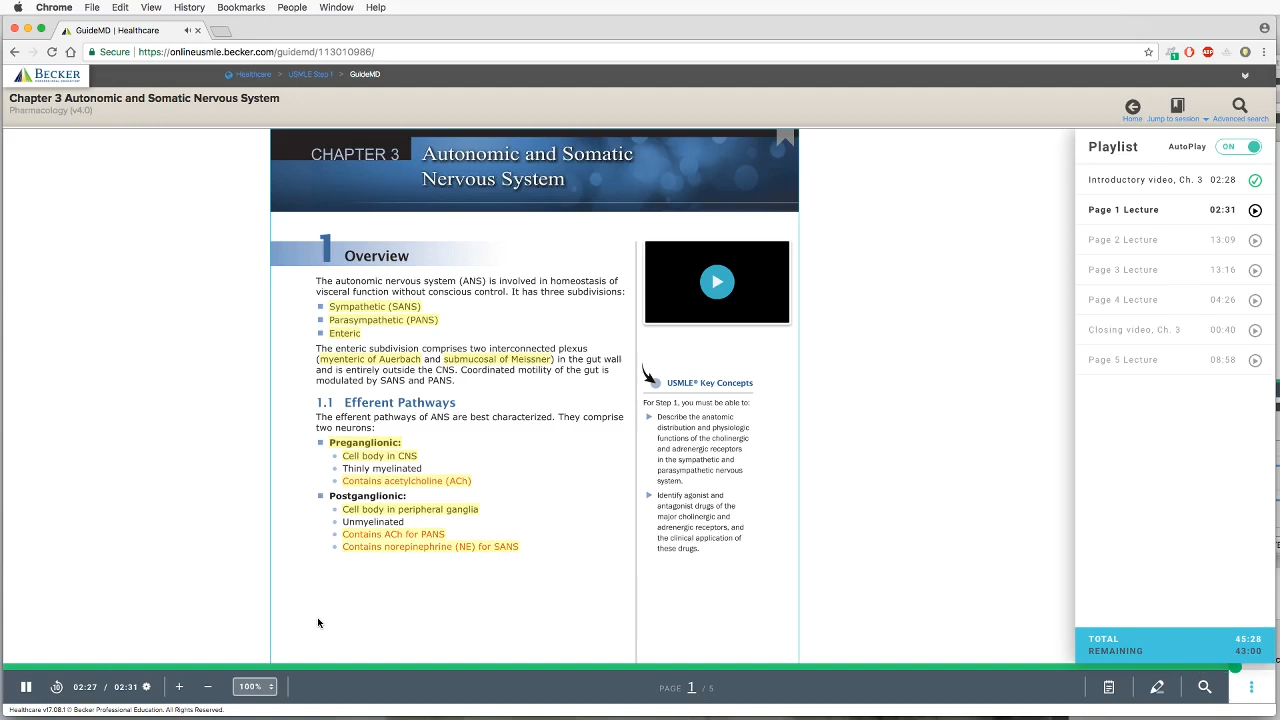 Chrome File Edit View History Bookmarks People Window Help
GuideMD | Healthcare
Secure https://onlineusmle.becker.com/guidemd/113010986/
BECKER
PROFESSIONAL EDUCATION
Healthcare > USMLE Step 1 > GuideMD
Chapter 3 Autonomic and Somatic Nervous System
Pharmacology (v4.0)
Home Jump to session Advanced search
CHAPTER 3 Autonomic and Somatic
Nervous System
1 Overview
The autonomic nervous system (ANS) is involved in homeostasis of
visceral function without conscious control. It has three subdivisions:
Sympathetic (SANS)
Parasympathetic (PANS)
Enteric
The enteric subdivision comprises two interconnected plexus
(myenteric of Auerbach and submucosal of Meissner) in the gut wall
and is entirely outside the CNS. Coordinated motility of the gut is
modulated by SANS and PANS.
1.1 Efferent Pathways
The efferent pathways of ANS are best characterized. They comprise
two neurons:
Preganglionic:
Cell body in CNS
Thinly myelinated
Contains acetylcholine (ACh)
Postganglionic:
Cell body in peripheral ganglia
Unmyelinated
Contains ACh for PANS
Contains norepinephrine (NE) for SANS
USMLE® Key Concepts
For Step 1, you must be able to:
Describe the anatomic
distribution and physiologic
functions of the cholinergic
and adrenergic receptors
in the sympathetic and
parasympathetic nervous
system.
Identify agonist and
antagonist drugs of the
major cholinergic and
adrenergic receptors, and
the clinical application of
these drugs.
Playlist AutoPlay ON
Introductory video, Ch. 3 02:28
Page 1 Lecture 02:31
Page 2 Lecture 13:09
Page 3 Lecture 13:16
Page 4 Lecture 04:26
Closing video, Ch. 3 00:40
Page 5 Lecture 08:58
TOTAL 45:28
REMAINING 43:00
10 02:27 / 02:31 100% PAGE 1 / 5
Healthcare v17.08.1 © Becker Professional Education. All Rights Reserved.